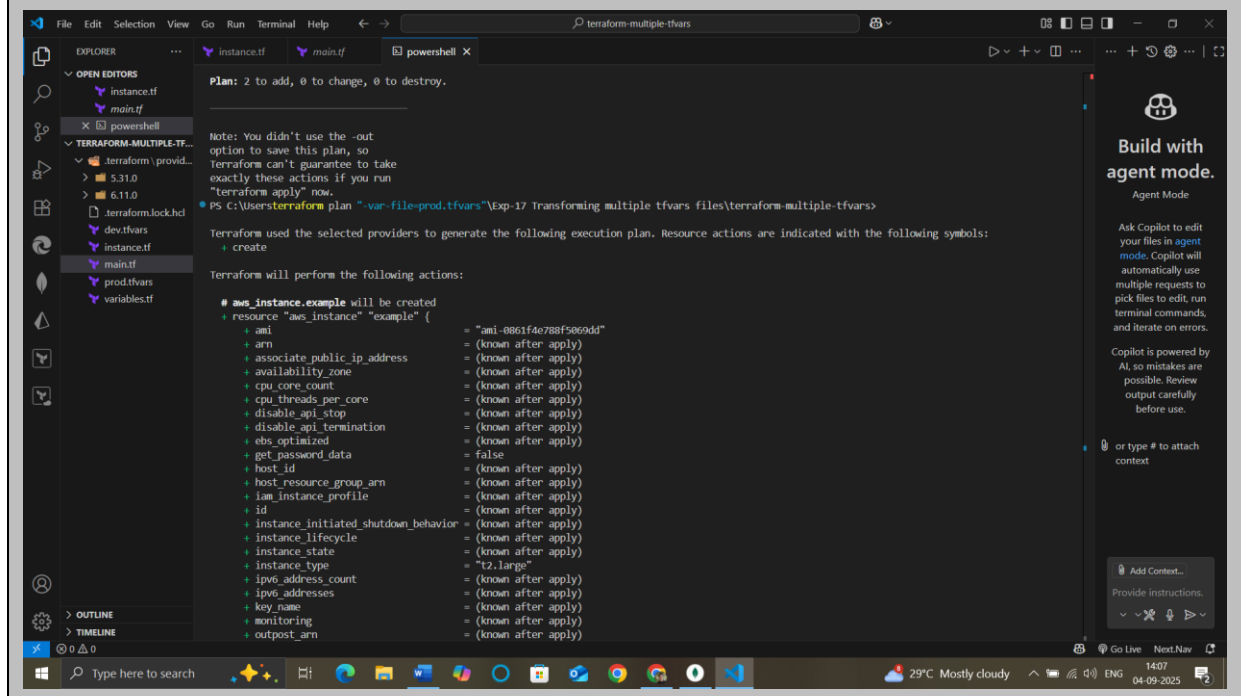 File Edit Selection View Go Run Terminal Help
terraform-multiple-tfvars
EXPLORER
instance.tf
main.tf
powershell
OPEN EDITORS
instance.tf
main.tf
powershell
TERRAFORM-MULTIPLE-TF...
.terraform \ provid...
5.31.0
6.11.0
.terraform.lock.hcl
dev.tfvars
instance.tf
main.tf
prod.tfvars
variables.tf
OUTLINE
TIMELINE
Plan: 2 to add, 0 to change, 0 to destroy.
Note: You didn't use the -out
option to save this plan, so
Terraform can't guarantee to take
exactly these actions if you run
"terraform apply" now.
PS C:\Usersterraform plan "-var-file=prod.tfvars"\Exp-17 Transforming multiple tfvars files\terraform-multiple-tfvars>
Terraform used the selected providers to generate the following execution plan. Resource actions are indicated with the following symbols:
+ create
Terraform will perform the following actions:
# aws_instance.example will be created
+ resource "aws_instance" "example" {
+ ami = "ami-0861f4e788f5069dd"
+ arn = (known after apply)
+ associate_public_ip_address = (known after apply)
+ availability_zone = (known after apply)
+ cpu_core_count = (known after apply)
+ cpu_threads_per_core = (known after apply)
+ disable_api_stop = (known after apply)
+ disable_api_termination = (known after apply)
+ ebs_optimized = (known after apply)
+ get_password_data = false
+ host_id = (known after apply)
+ host_resource_group_arn = (known after apply)
+ iam_instance_profile = (known after apply)
+ id = (known after apply)
+ instance_initiated_shutdown_behavior = (known after apply)
+ instance_lifecycle = (known after apply)
+ instance_state = (known after apply)
+ instance_type = "t2.large"
+ ipv6_address_count = (known after apply)
+ ipv6_addresses = (known after apply)
+ key_name = (known after apply)
+ monitoring = (known after apply)
+ outpost_arn = (known after apply)
Build with
agent mode.
Agent Mode
Ask Copilot to edit
your files in agent
mode. Copilot will
automatically use
multiple requests to
pick files to edit, run
terminal commands,
and iterate on errors.
Copilot is powered by
AI, so mistakes are
possible. Review
output carefully
before use.
or type # to attach
context
Add Context...
Provide instructions.
0 0
Go Live Next.Nav
Type here to search
29°C Mostly cloudy
ENG
14:07
04-09-2025
2